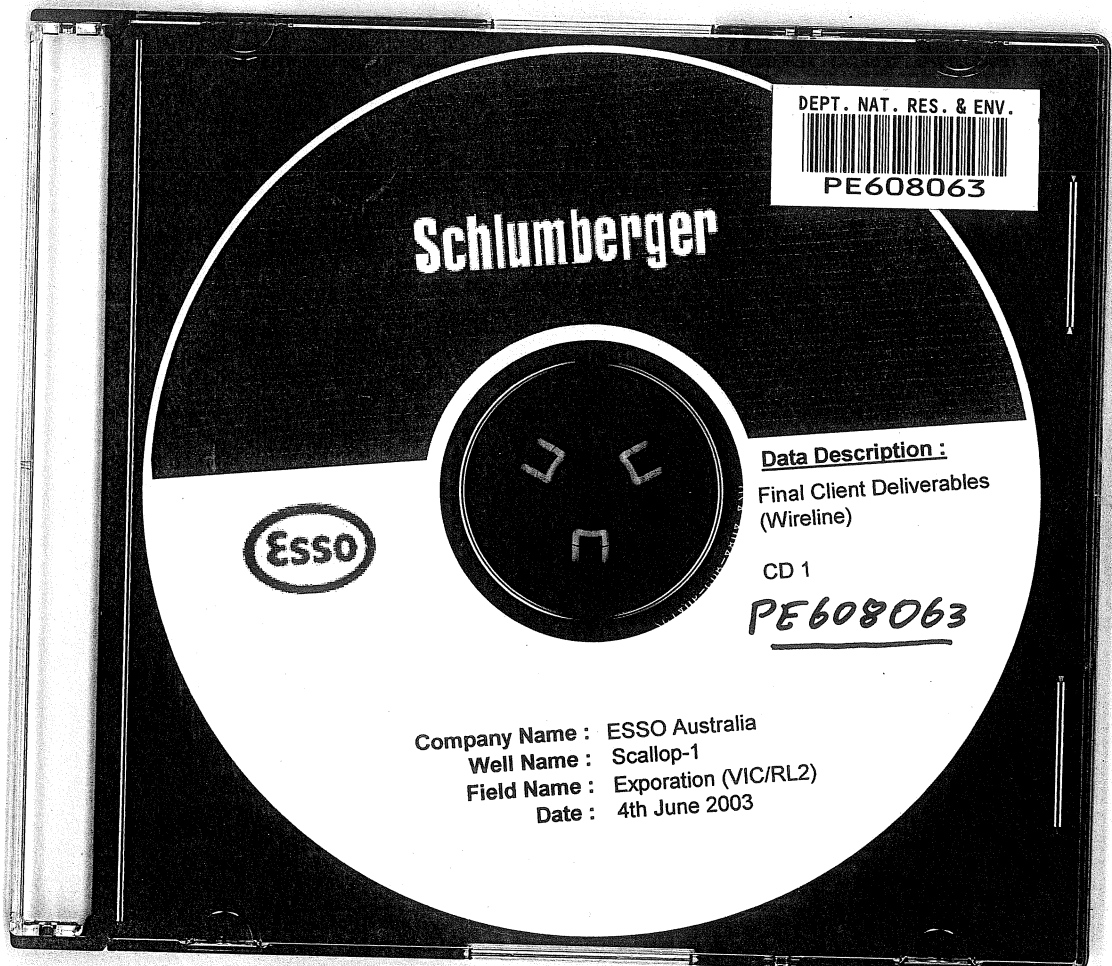 DEPT. NAT. RES. & ENV.
PE608063
Schlumberger
Esso
Data Description :
Final Client Deliverables
(Wireline)
CD 1
PE608063
Company Name : ESSO Australia
Well Name : Scallop-1
Field Name : Exporation (VIC/RL2)
Date : 4th June 2003